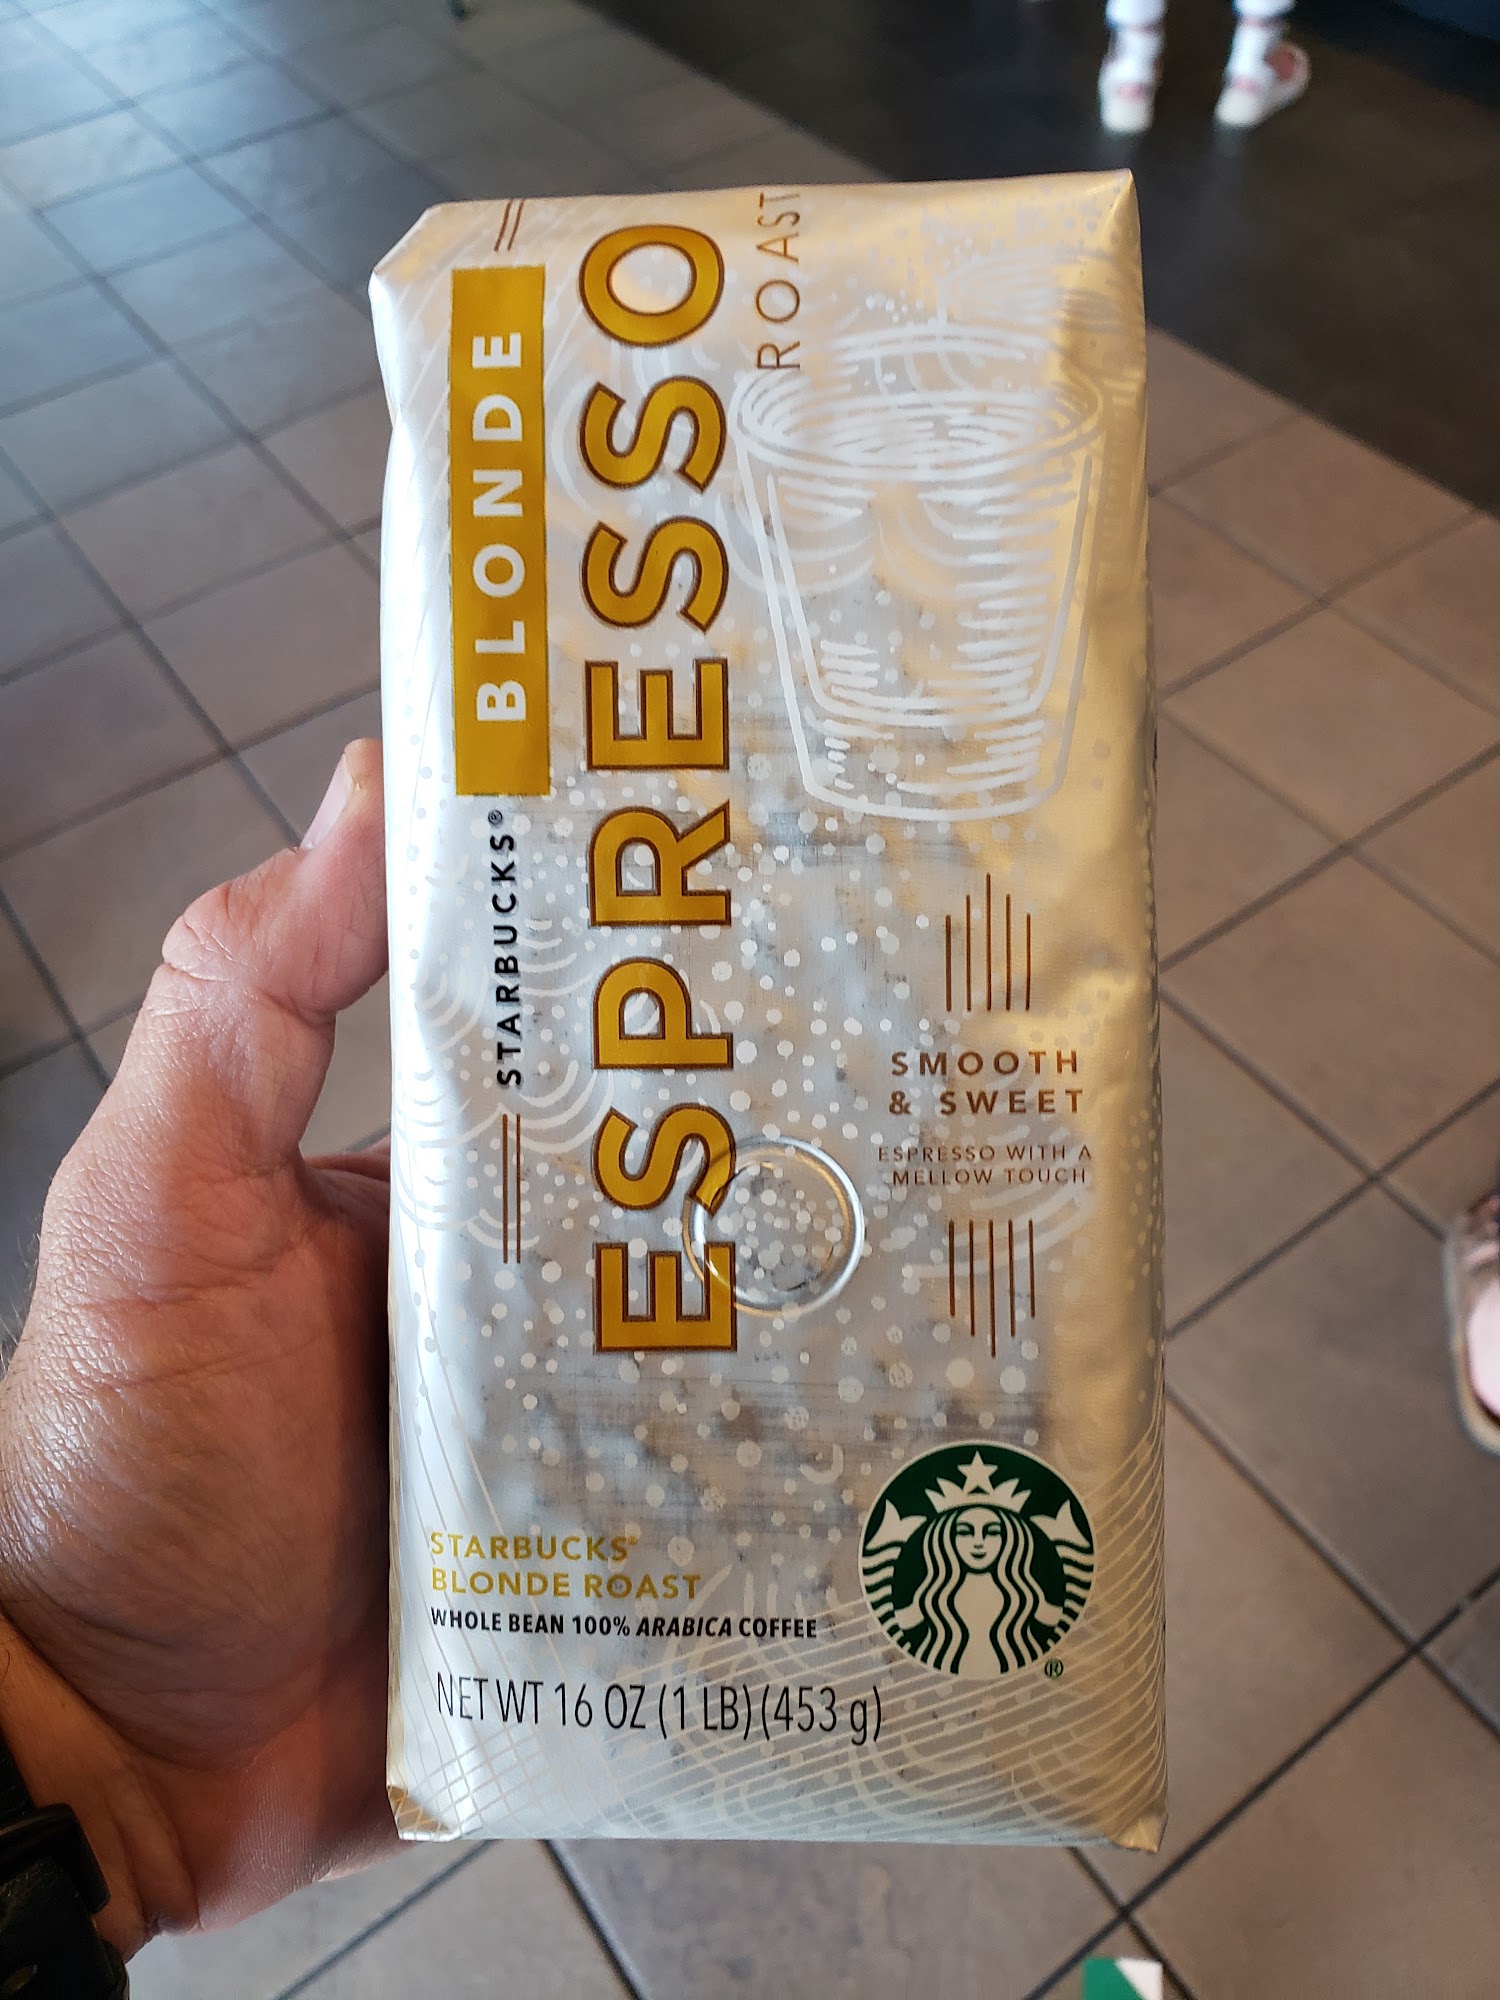 STARBUCKS® BLONDE
ESPRESSO
ROAST
SMOOTH
& SWEET
ESPRESSO WITH A
MELLOW TOUCH
STARBUCKS®
BLONDE ROAST
WHOLE BEAN 100% ARABICA COFFEE
NET WT 16 OZ (1 LB) (453 g)
®